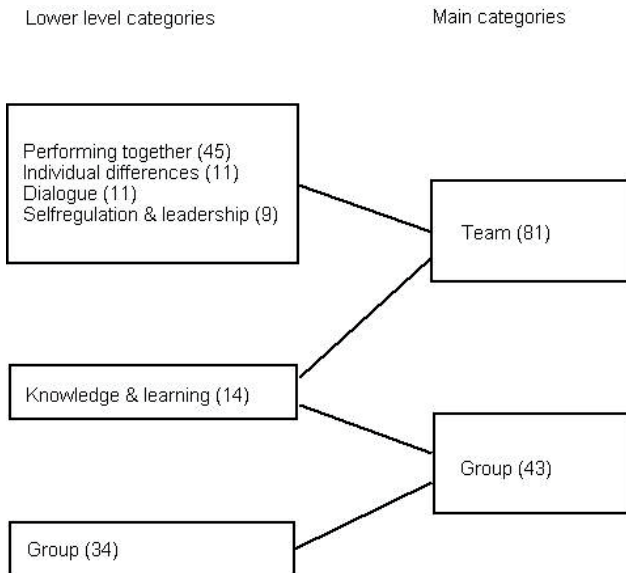 Lower level categories
Main categories
Performing together (45)
Individual differences (11)
Dialogue (11)
Selfregulation & leadership (9)
Team (81)
Knowledge & learning (14)
Group (43)
Group (34)